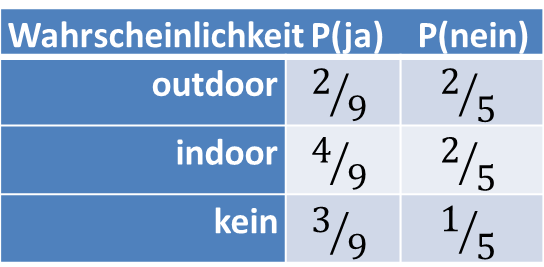 Wahrscheinlichkeit P(ja) P(nein)
outdoor 2/9 2/5
indoor 4/9 2/5
kein 3/9 1/5